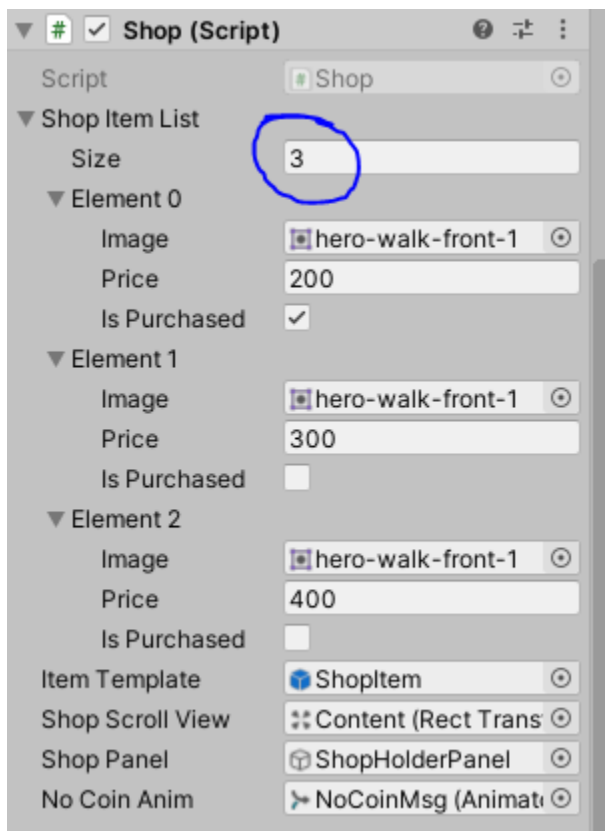 Shop (Script)
Script Shop
Shop Item List
Size 3
Element 0
Image hero-walk-front-1
Price 200
Is Purchased
Element 1
Image hero-walk-front-1
Price 300
Is Purchased
Element 2
Image hero-walk-front-1
Price 400
Is Purchased
Item Template ShopItem
Shop Scroll View Content (Rect Trans
Shop Panel ShopHolderPanel
No Coin Anim NoCoinMsg (Animat